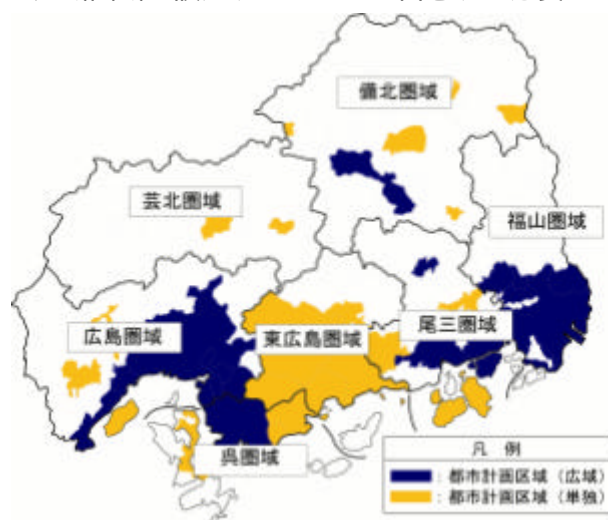 備北圏域
芸北圏域
福山圏域
広島圏域
東広島圏域
尾三圏域
呉圏域
凡 例
：都市計画区域（広域）
：都市計画区域（単独）